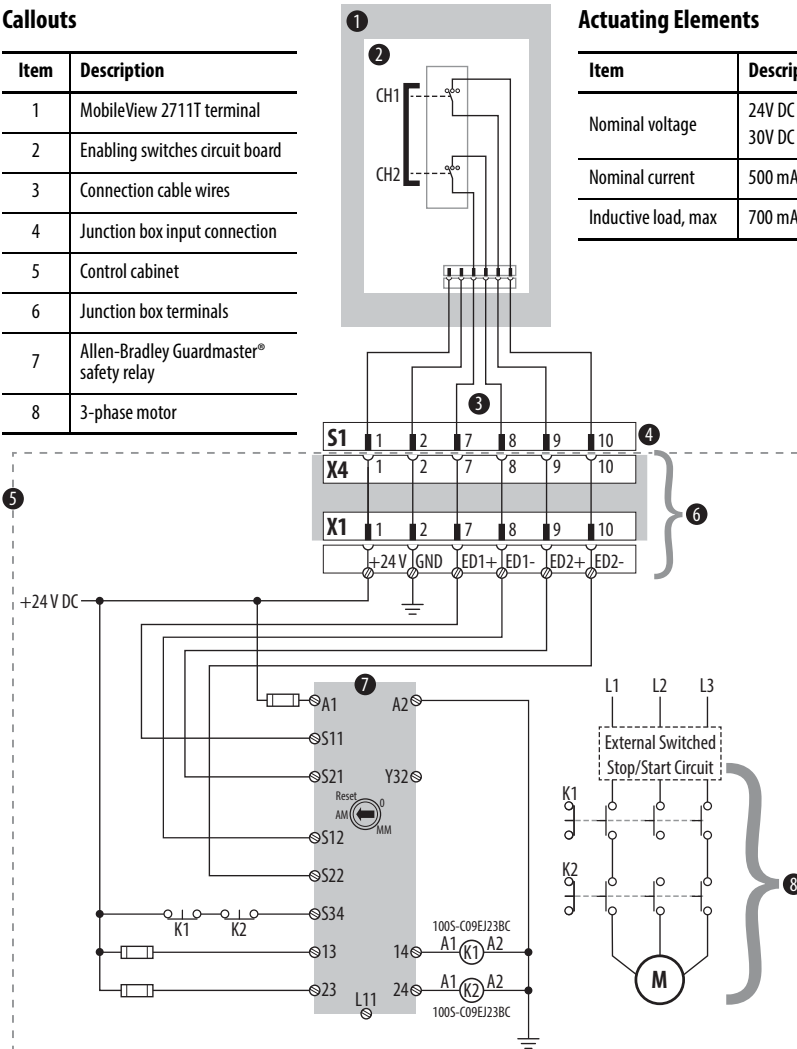 Callouts
Item Description
1 MobileView 2711T terminal
2 Enabling switches circuit board
3 Connection cable wires
4 Junction box input connection
5 Control cabinet
6 Junction box terminals
7 Allen-Bradley Guardmaster®
safety relay
8 3-phase motor
1
2
CH1
CH2
Actuating Elements
Item
Nominal voltage 24V DC
30V DC
Nominal current 500 mA
Inductive load, max 700 mA
3
S1 1 2 7 8 9 10 4
X4 1 2 7 8 9 10
5
6
X1 1 2 7 8 9 10
+24 V GND ED1+ ED1- ED2+ ED2-
+24 V DC
7
A1 A2
S11
S21 Y32
Reset 0
AM MM
S12
S22
S34
K1 K2
13 14 A1 K1 A2
100S-C09EJ23BC
23 24 A1 K2 A2
100S-C09EJ23BC
L11
L1 L2 L3
External Switched
Stop/Start Circuit
K1
K2
8
M